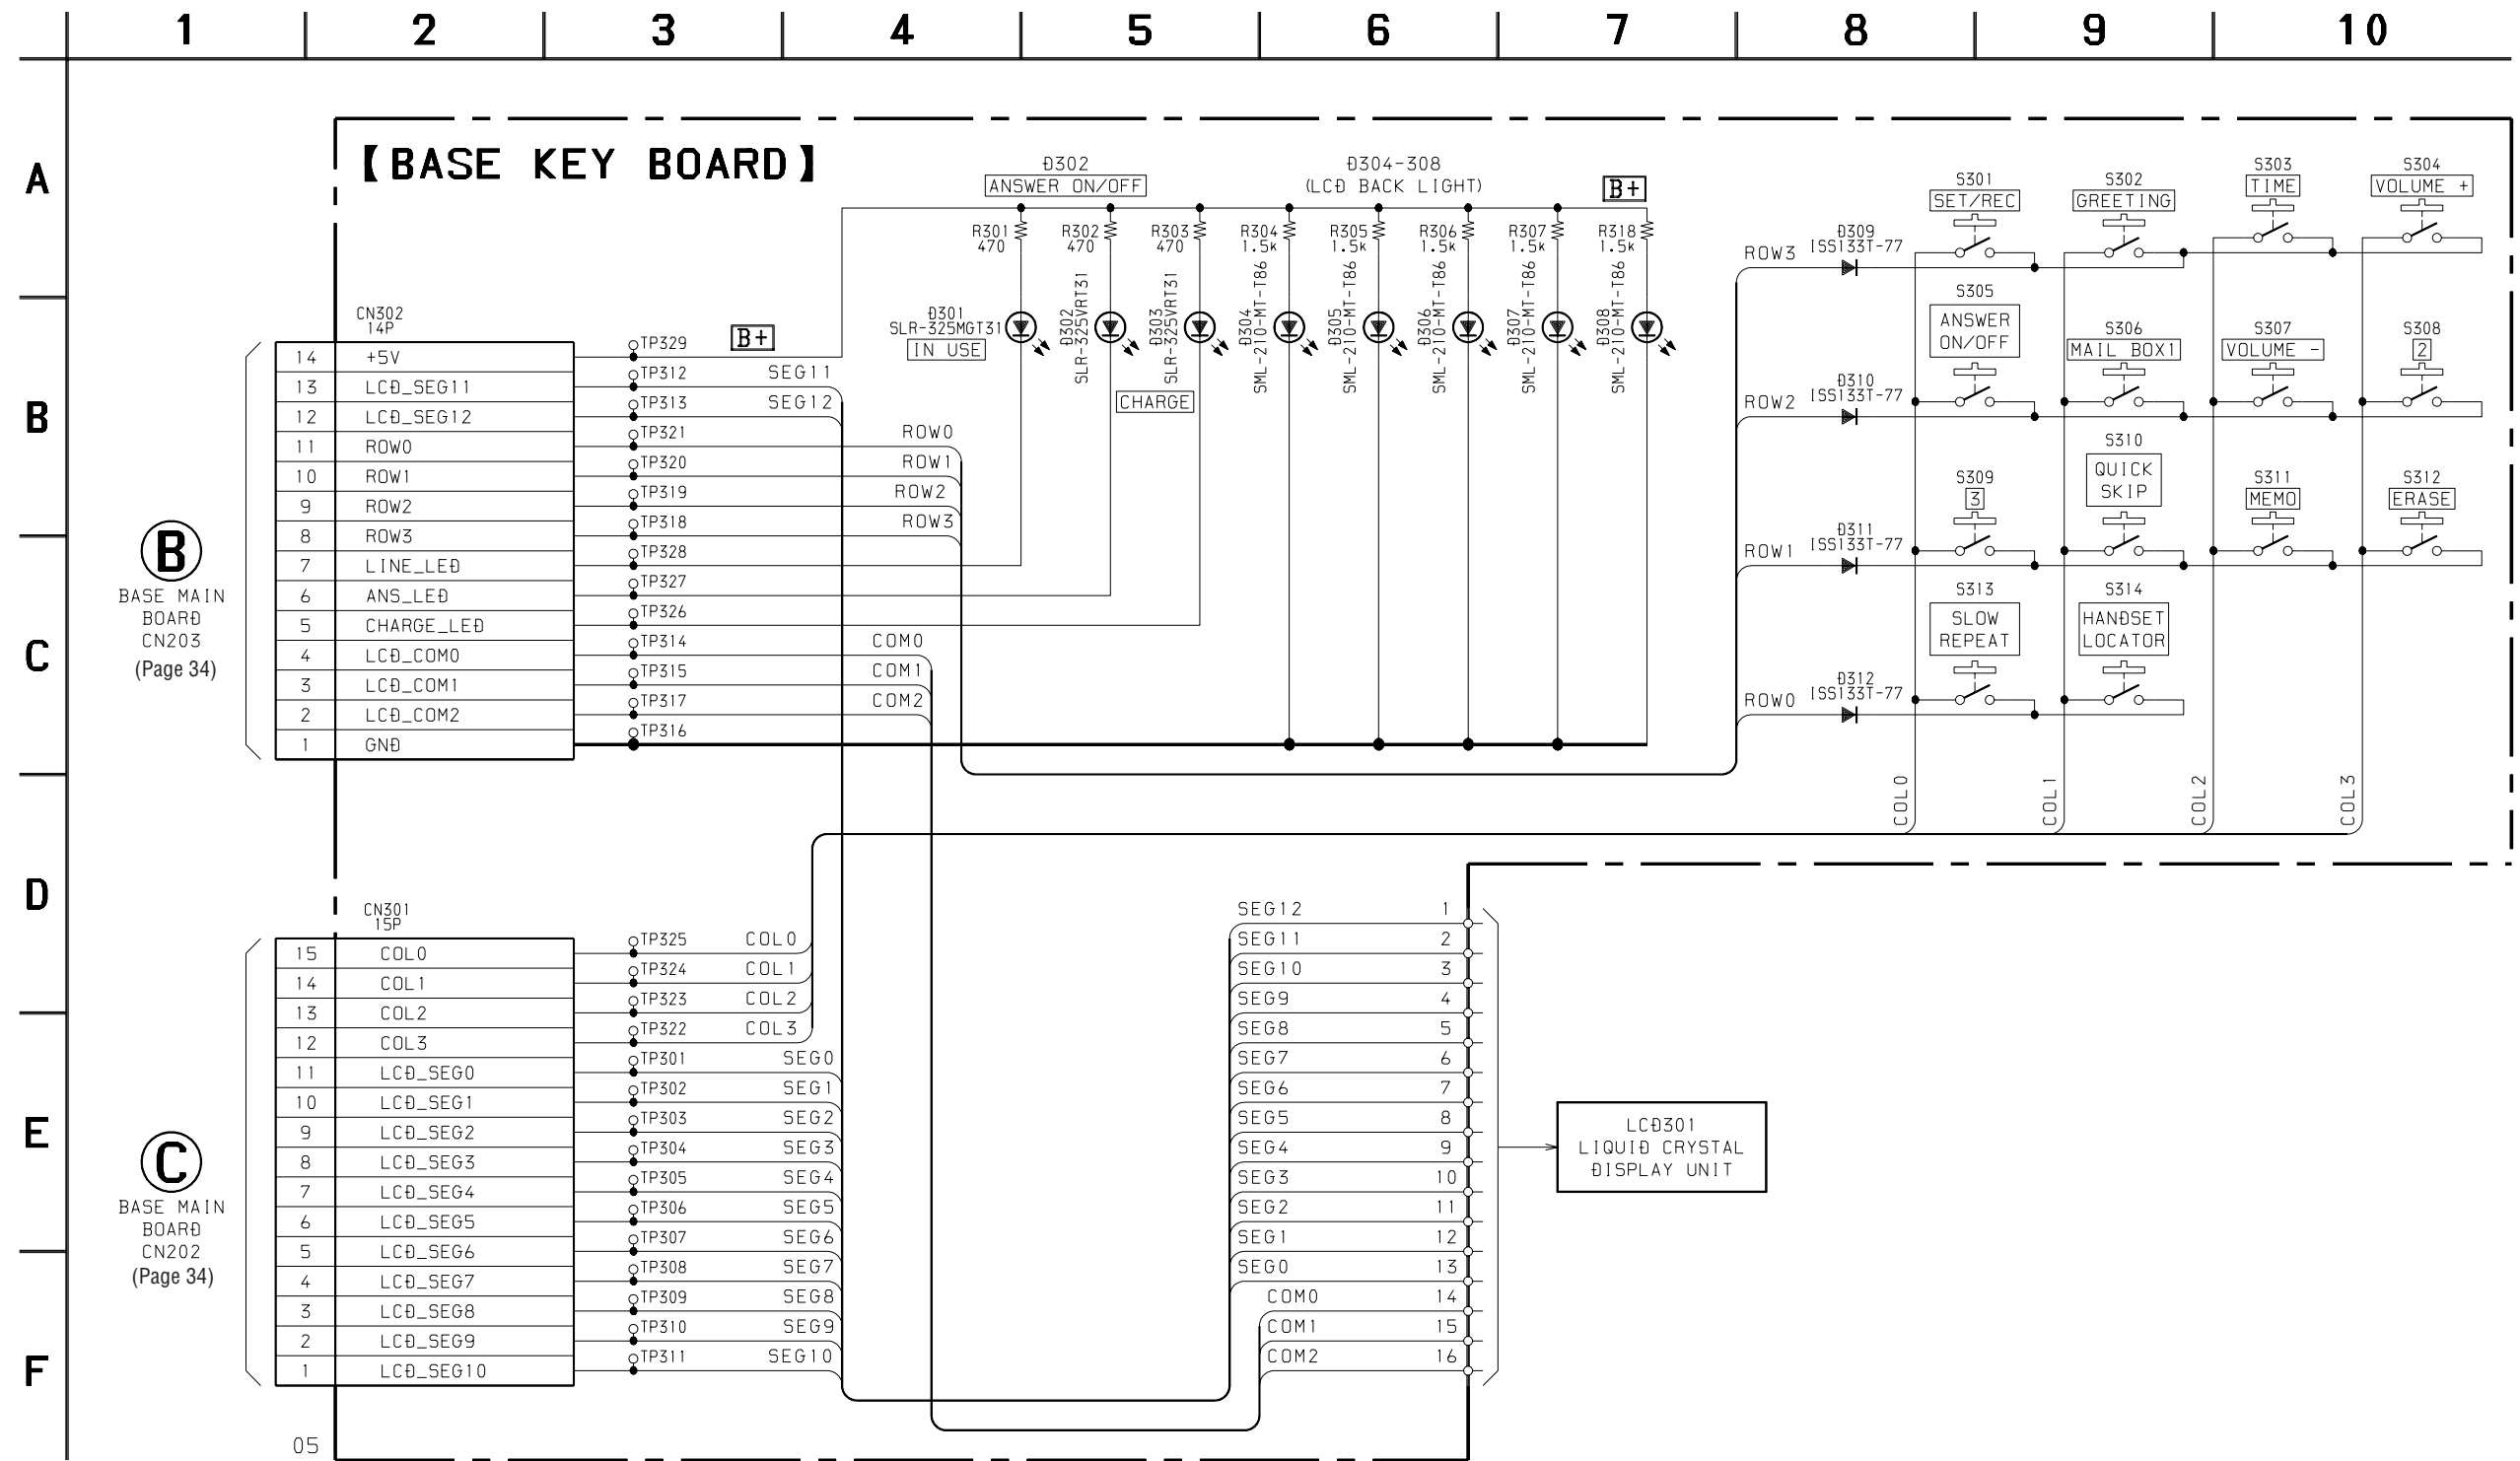 1 2 3 4 5 6 7 8 9 10
A
B
C
D
E
F
【BASE KEY BOARD】
D302
ANSWER ON/OFF
D304-308
(LCD BACK LIGHT)
B+
R301
470
R302
470
R303
470
R304
1.5k
R305
1.5k
R306
1.5k
R307
1.5k
R318
1.5k
D301
SLR-325MGT31
IN USE
D302
SLR-325VRT31
D303
SLR-325VRT31
CHARGE
D304
SML-210-MT-T86
D305
SML-210-MT-T86
D306
SML-210-MT-T86
D307
SML-210-MT-T86
D308
SML-210-MT-T86
CN302
14P
B+
14 +5V TP329
13 LCD_SEG11 TP312 SEG11
12 LCD_SEG12 TP313 SEG12
11 ROW0 TP321 ROW0
10 ROW1 TP320 ROW1
9 ROW2 TP319 ROW2
8 ROW3 TP318 ROW3
7 LINE_LED TP328
6 ANS_LED TP327
5 CHARGE_LED TP326
4 LCD_COM0 TP314 COM0
3 LCD_COM1 TP315 COM1
2 LCD_COM2 TP317 COM2
1 GND TP316
B
BASE MAIN
BOARD
CN203
(Page 34)
ROW3
D309
ISS133T-77
S301
SET/REC
S302
GREETING
S303
TIME
S304
VOLUME +
ROW2
D310
ISS133T-77
S305
ANSWER
ON/OFF
S306
MAIL BOX1
S307
VOLUME -
S308
2
ROW1
D311
ISS133T-77
S309
3
S310
QUICK
SKIP
S311
MEMO
S312
ERASE
ROW0
D312
ISS133T-77
S313
SLOW
REPEAT
S314
HANDSET
LOCATOR
COL0
COL1
COL2
COL3
CN301
15P
15 COL0 TP325 COL0
14 COL1 TP324 COL1
13 COL2 TP323 COL2
12 COL3 TP322 COL3
11 LCD_SEG0 TP301 SEG0
10 LCD_SEG1 TP302 SEG1
9 LCD_SEG2 TP303 SEG2
8 LCD_SEG3 TP304 SEG3
7 LCD_SEG4 TP305 SEG4
6 LCD_SEG5 TP306 SEG5
5 LCD_SEG6 TP307 SEG6
4 LCD_SEG7 TP308 SEG7
3 LCD_SEG8 TP309 SEG8
2 LCD_SEG9 TP310 SEG9
1 LCD_SEG10 TP311 SEG10
C
BASE MAIN
BOARD
CN202
(Page 34)
SEG12 1
SEG11 2
SEG10 3
SEG9 4
SEG8 5
SEG7 6
SEG6 7
SEG5 8
SEG4 9
SEG3 10
SEG2 11
SEG1 12
SEG0 13
COM0 14
COM1 15
COM2 16
LCD301
LIQUID CRYSTAL
DISPLAY UNIT
05